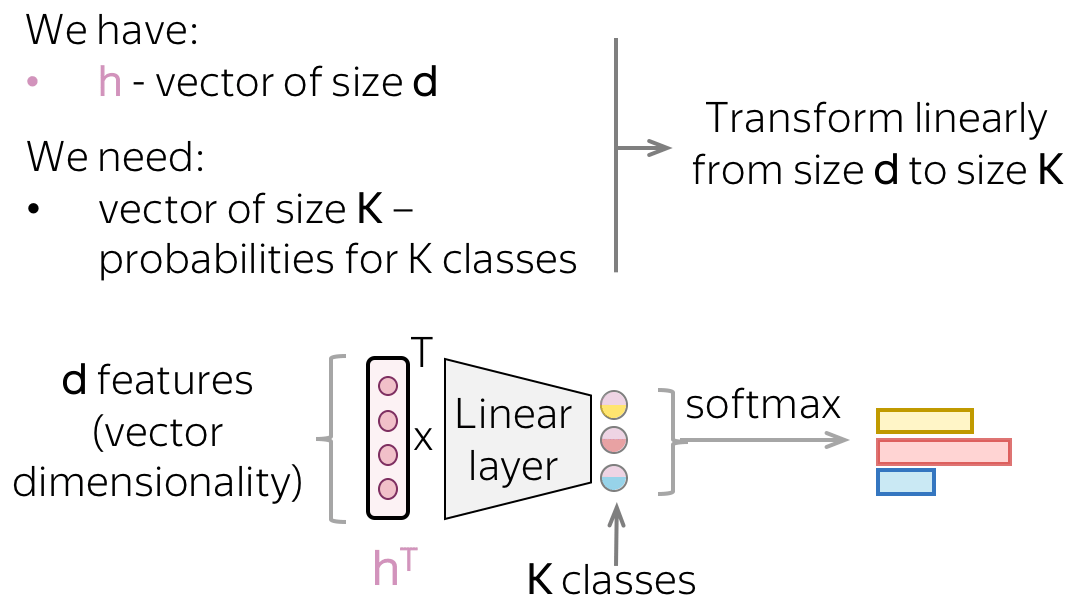 We have:
• h - vector of size d
We need:
• vector of size K –
probabilities for K classes
Transform linearly
from size d to size K
d features
(vector
dimensionality)
T
x
Linear
layer
softmax
hᵀ
K classes